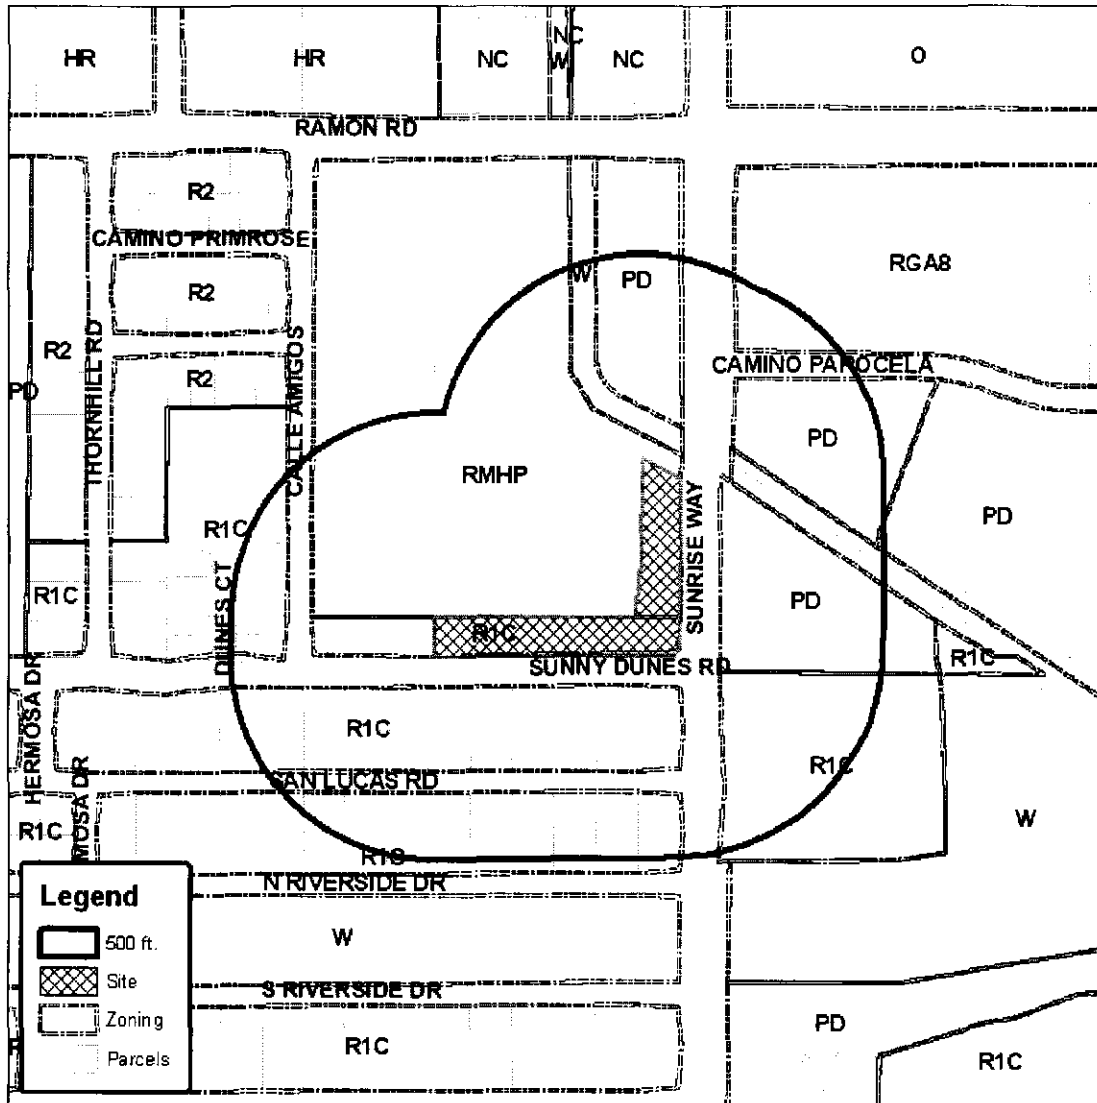 HR
HR
NC
NC
W
NC
O
RAMON RD
R2
CAMINO PRIMROSE
R2
W
PD
RGA8
THORNHILL RD
R2
PD
R2
CALLE AMIGOS
CAMINO PAROCELA
PD
RMHP
R1C
PD
SUNRISE WAY
R1C
DUNES CT
PD
R1C
R1C
SUNNY DUNES RD
HERMOSA DR
R1C
R1C
SAN LUCAS RD
MOSA DR
R1C
R1C
W
N RIVERSIDE DR
W
S RIVERSIDE DR
R1C
PD
R1C
Legend
500 ft.
Site
Zoning
Parcels